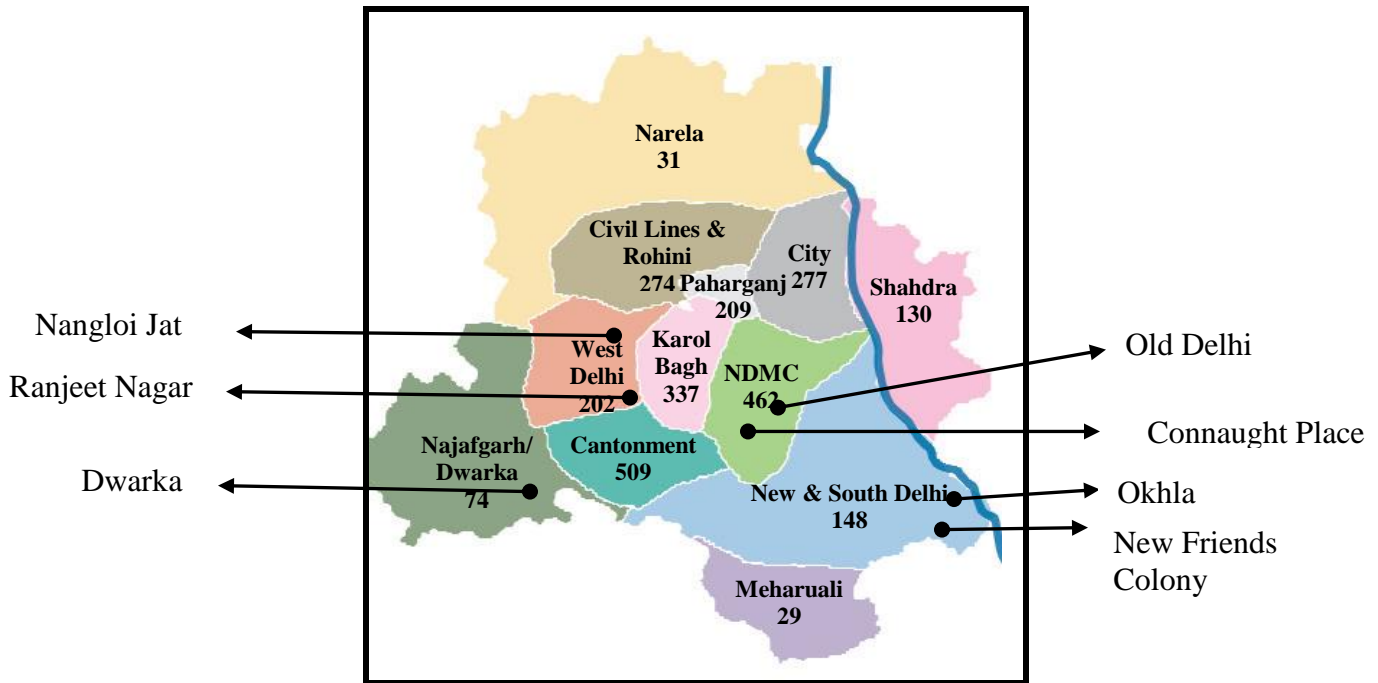 Narela
31
Civil Lines &
Rohini
274
Paharganj
209
City
277
Shahdra
130
Nangloi Jat
Ranjeet Nagar
Dwarka
West
Delhi
202
Karol
Bagh
337
NDMC
462
Old Delhi
Connaught Place
Najafgarh/
Dwarka
74
Cantonment
509
New & South Delhi
148
Okhla
New Friends
Colony
Meharuali
29